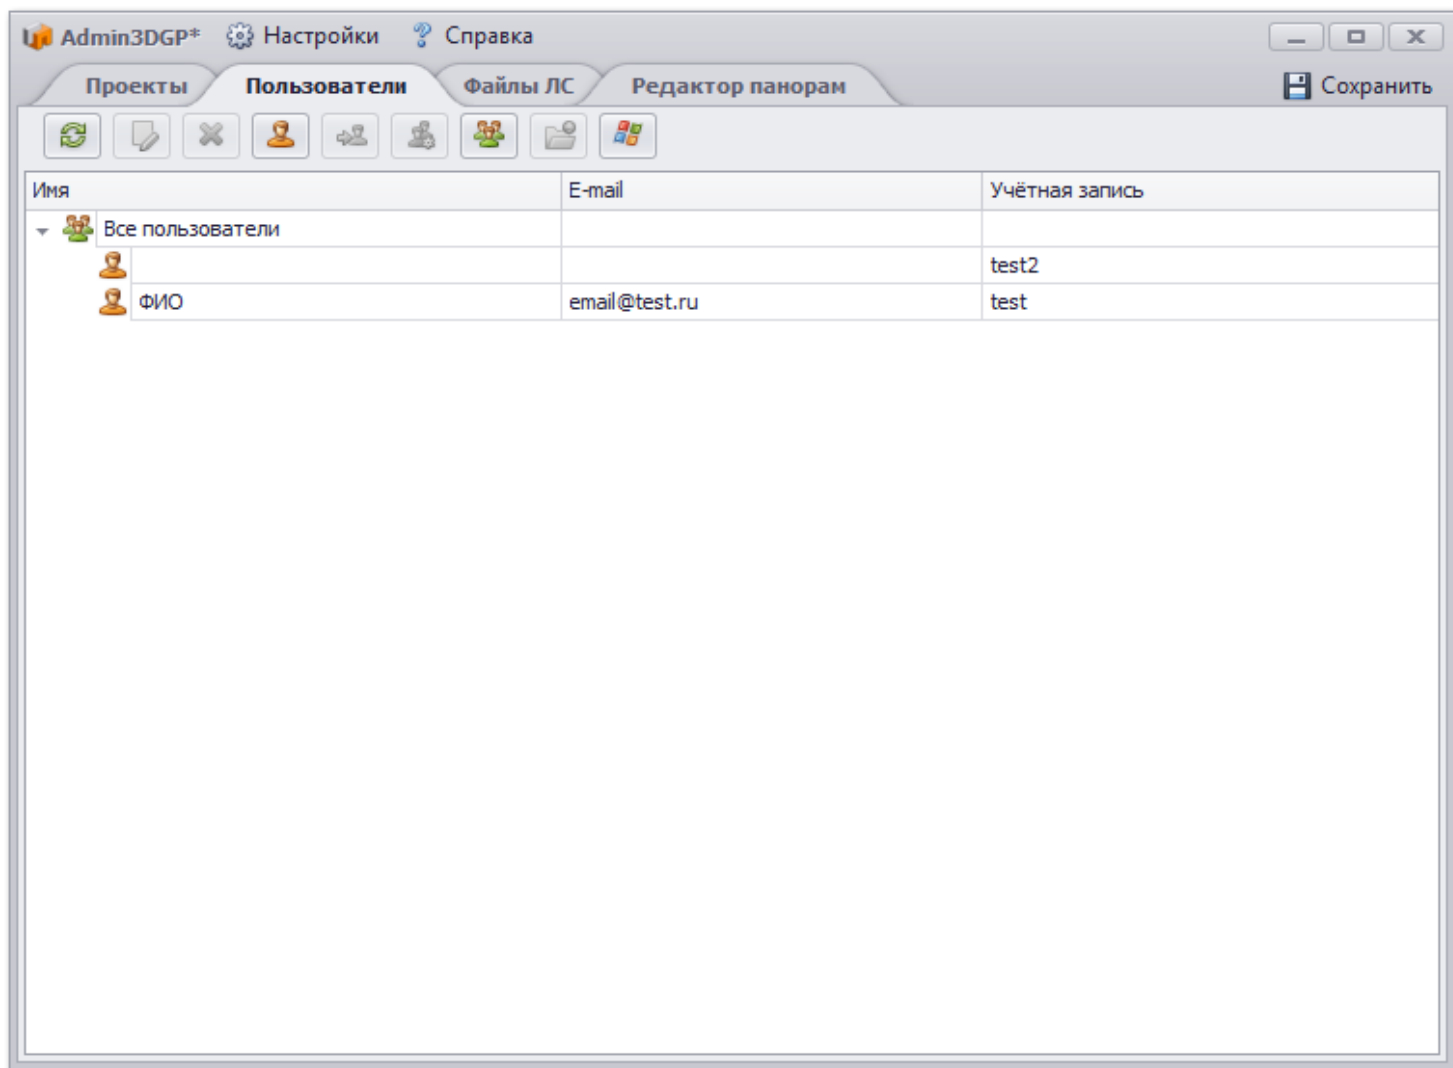 Admin3DGP* Настройки Справка
Проекты Пользователи Файлы ЛС Редактор панорам Сохранить
Имя E-mail Учётная запись
Все пользователи
test2
ФИО email@test.ru test